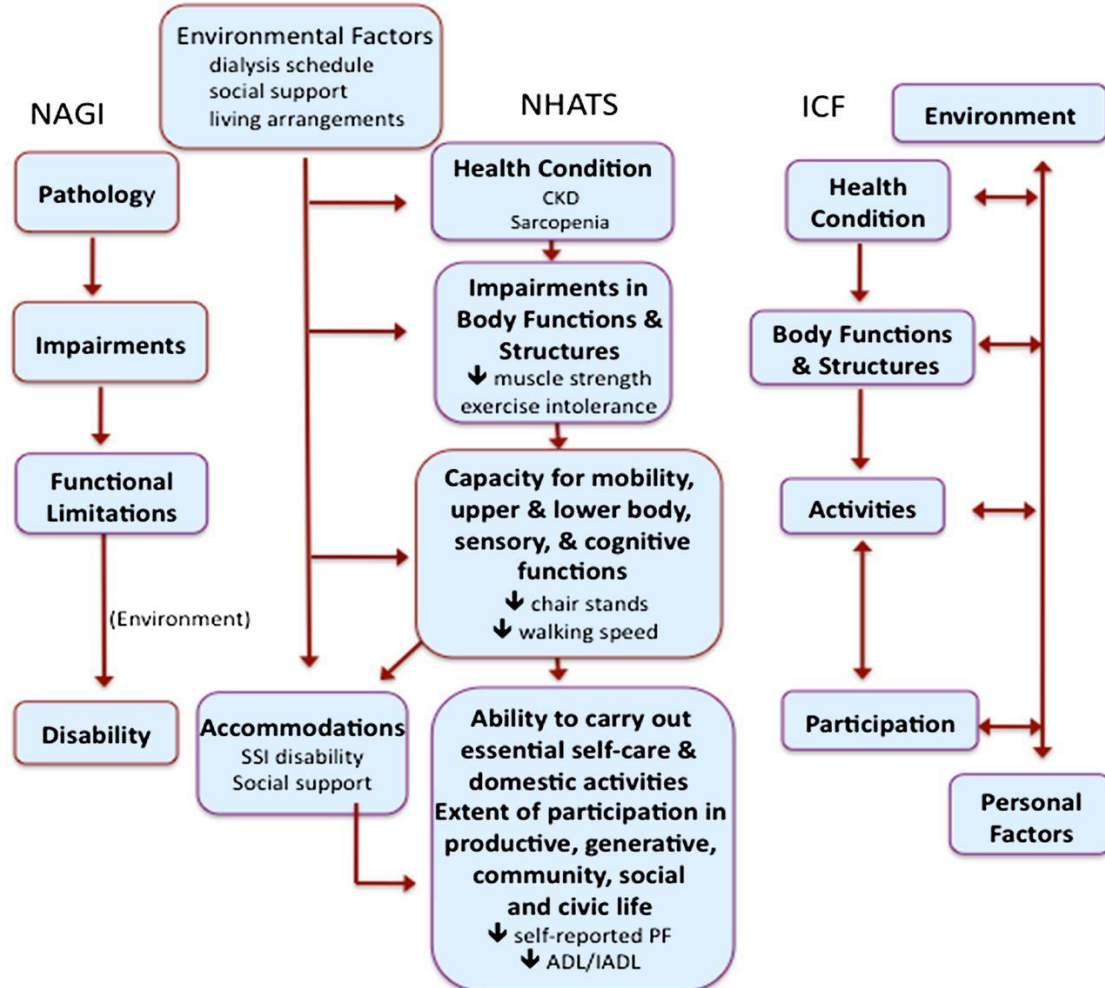 NAGI
Pathology
Impairments
Functional
Limitations
(Environment)
Disability
Environmental Factors
dialysis schedule
social support
living arrangements
NHATS
Health Condition
CKD
Sarcopenia
Impairments in
Body Functions &
Structures
↓ muscle strength
exercise intolerance
Capacity for mobility,
upper & lower body,
sensory, & cognitive
functions
↓ chair stands
↓ walking speed
Accommodations
SSI disability
Social support
Ability to carry out
essential self-care &
domestic activities
Extent of participation in
productive, generative,
community, social
and civic life
↓ self-reported PF
↓ ADL/IADL
ICF
Environment
Health
Condition
Body Functions
& Structures
Activities
Participation
Personal
Factors